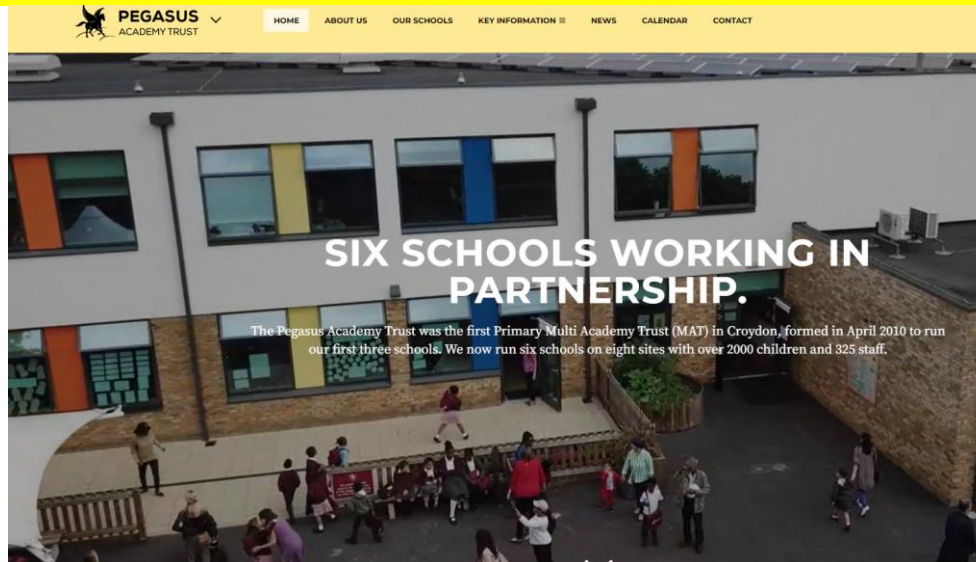 PEGASUS
ACADEMY TRUST
HOME
ABOUT US
OUR SCHOOLS
KEY INFORMATION
NEWS
CALENDAR
CONTACT
SIX SCHOOLS WORKING IN
PARTNERSHIP.
The Pegasus Academy Trust was the first Primary Multi Academy Trust (MAT) in Croydon, formed in April 2010 to run
our first three schools. We now run six schools on eight sites with over 2000 children and 325 staff.